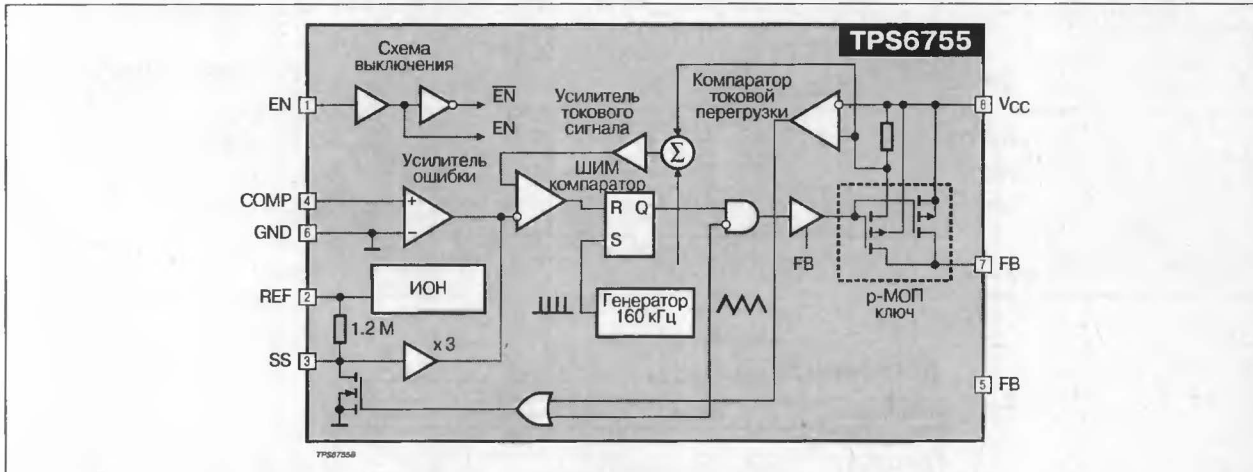 TPS6755
Схема
выключения
EN 1
EN
EN
Усилитель
токового
сигнала
Компаратор
токовой
перегрузки
8 VCC
Σ
Усилитель
ошибки
ШИМ
компаратор
COMP 4
+
−
GND 6
R Q
S
FB
7 FB
р-МОП
ключ
REF 2
ИОН
Генератор
160 кГц
1.2 М
SS 3
x 3
5 FB
TPS6755B